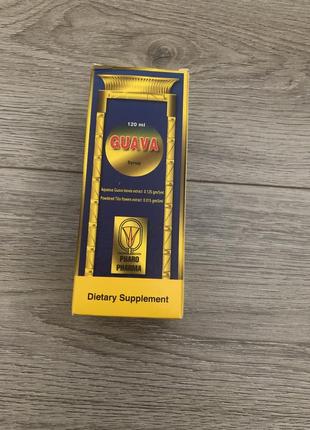 120 ml
GUAVA
Syrup
Aqueous Guava leaves extract 0.125 gm/5ml
Powdered Tilia flowers extract 0.015 gm/5ml
PHARO
PHARMA
Dietary Supplement